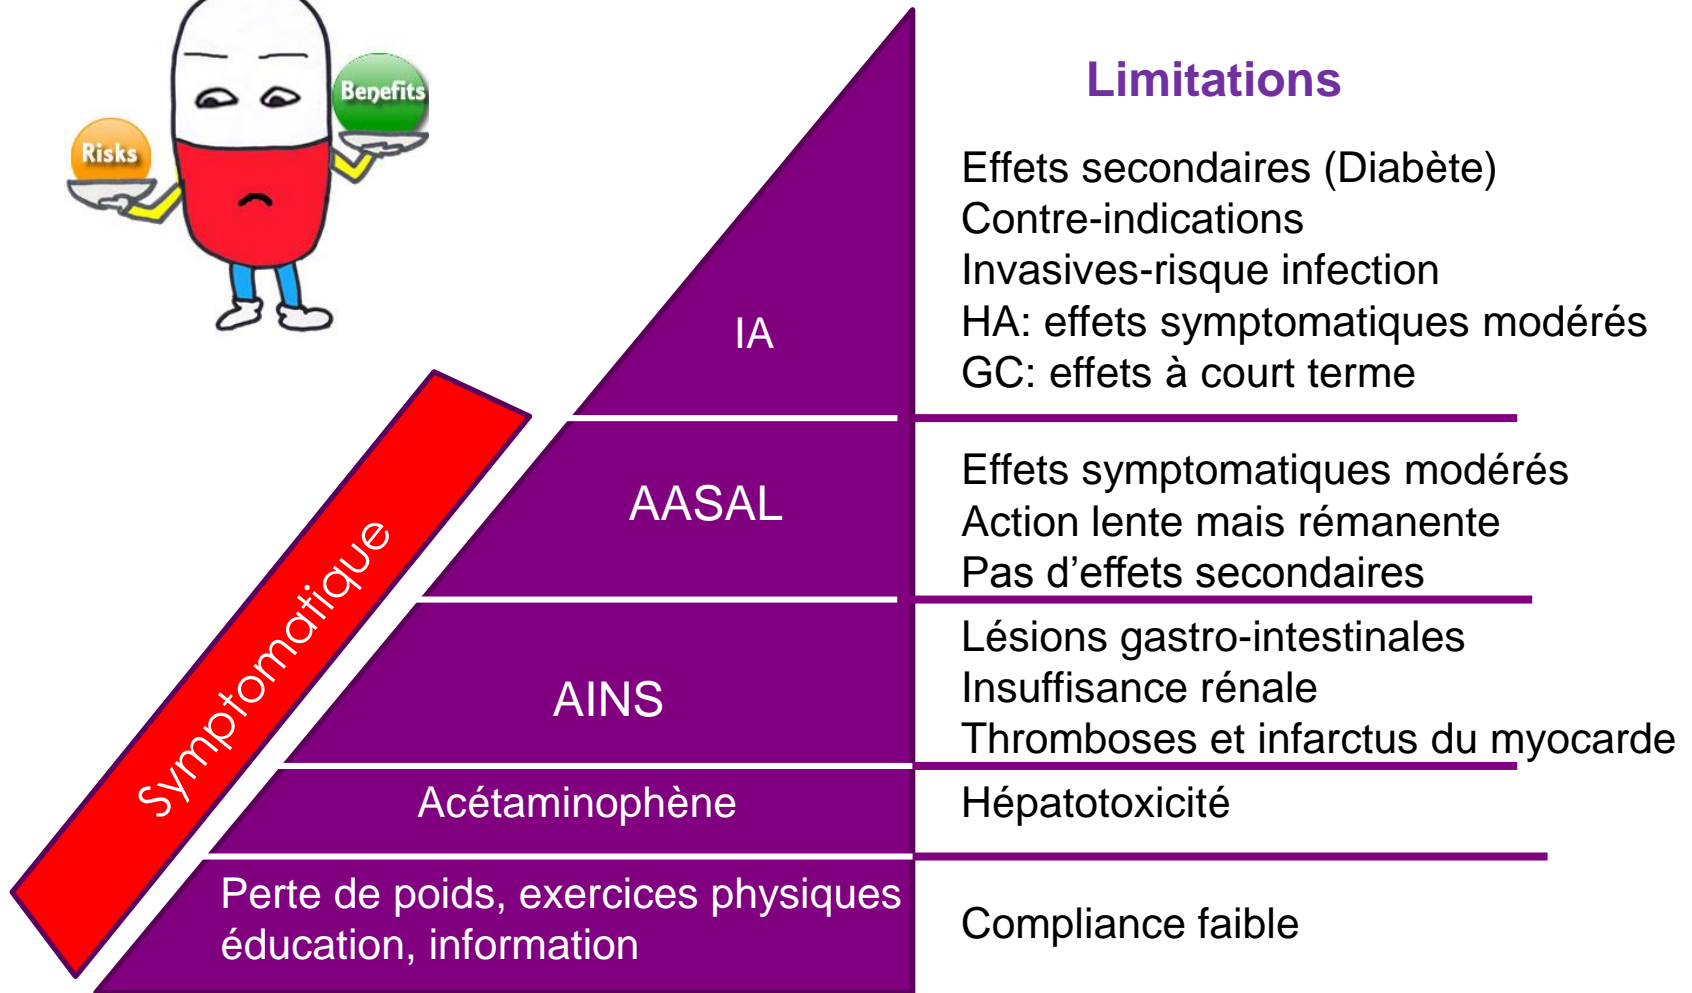 Benefits
Risks
Limitations
Effets secondaires (Diabète)
Contre-indications
Invasives-risque infection
HA: effets symptomatiques modérés
GC: effets à court terme
IA
AASAL
Effets symptomatiques modérés
Action lente mais rémanente
Pas d’effets secondaires
Symptomatique
AINS
Lésions gastro-intestinales
Insuffisance rénale
Thromboses et infarctus du myocarde
Acétaminophène
Hépatotoxicité
Perte de poids, exercices physiques
éducation, information
Compliance faible